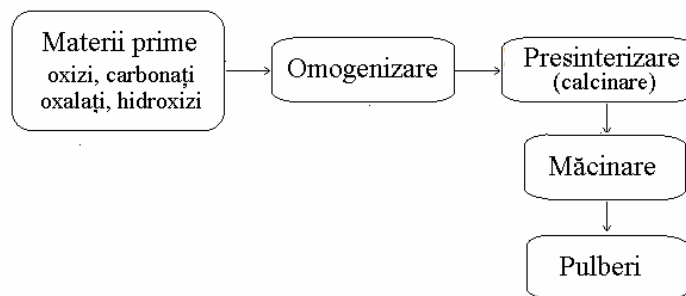 Materii prime
oxizi, carbonați
oxalați, hidroxizi
Omogenizare
Presinterizare
(calcinare)
Măcinare
Pulberi